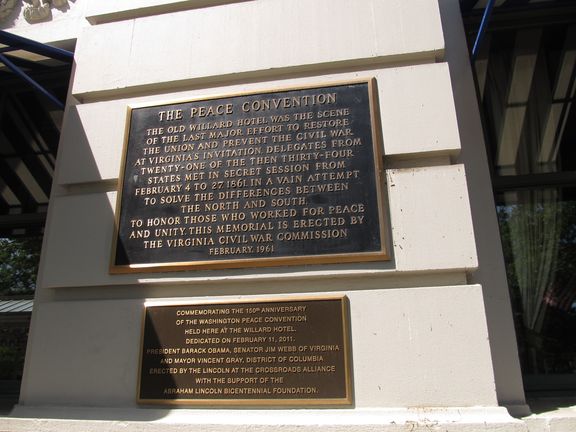 THE PEACE CONVENTION
THE OLD WILLARD HOTEL WAS THE SCENE
OF THE LAST MAJOR EFFORT TO RESTORE
THE UNION AND PREVENT THE CIVIL WAR
AT VIRGINIA'S INVITATION, DELEGATES FROM
TWENTY-ONE OF THE THEN THIRTY-FOUR
STATES MET IN SECRET SESSION FROM
FEBRUARY 4 TO 27 1861, IN A VAIN ATTEMPT
TO SOLVE THE DIFFERENCES BETWEEN
THE NORTH AND SOUTH.
TO HONOR THOSE WHO WORKED FOR PEACE
AND UNITY, THIS MEMORIAL IS ERECTED BY
THE VIRGINIA CIVIL WAR COMMISSION
FEBRUARY, 1961
COMMEMORATING THE 150th ANNIVERSARY
OF THE WASHINGTON PEACE CONVENTION
HELD HERE AT THE WILLARD HOTEL.
DEDICATED ON FEBRUARY 11, 2011.
PRESIDENT BARACK OBAMA, SENATOR JIM WEBB OF VIRGINIA
AND MAYOR VINCENT GRAY, DISTRICT OF COLUMBIA
ERECTED BY THE LINCOLN AT THE CROSSROADS ALLIANCE
WITH THE SUPPORT OF THE
ABRAHAM LINCOLN BICENTENNIAL FOUNDATION.